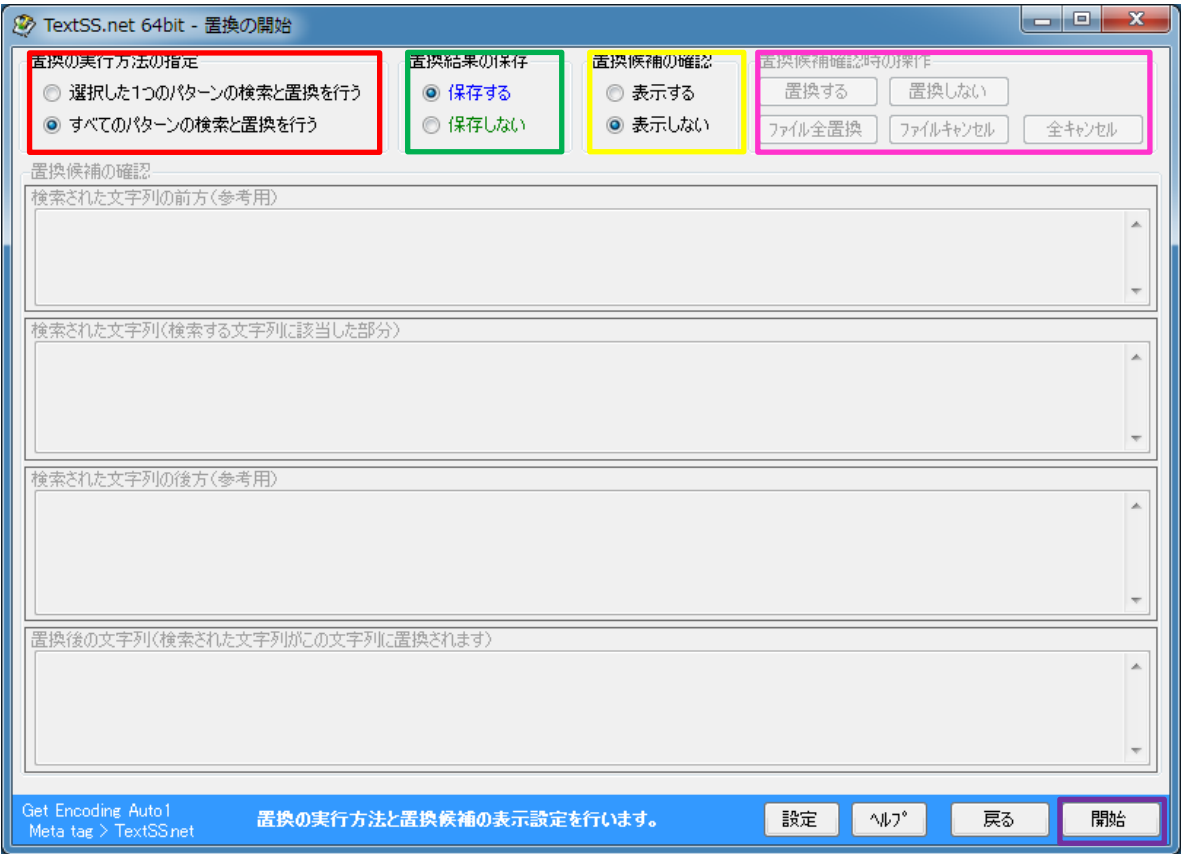 TextSS.net 64bit - 置換の開始
置換の実行方法の指定
選択した1つのパターンの検索と置換を行う
すべてのパターンの検索と置換を行う
置換結果の保存
保存する
保存しない
置換候補の確認
表示する
表示しない
置換候補確認時の操作
置換する 置換しない
ファイル全置換 ファイルキャンセル 全キャンセル
置換候補の確認
検索された文字列の前方(参考用)
検索された文字列(検索する文字列に該当した部分)
検索された文字列の後方(参考用)
置換後の文字列(検索された文字列がこの文字列に置換されます)
Get Encoding Auto1
Meta tag > TextSS.net
置換の実行方法と置換候補の表示設定を行います。
設定 ヘルプ 戻る 開始